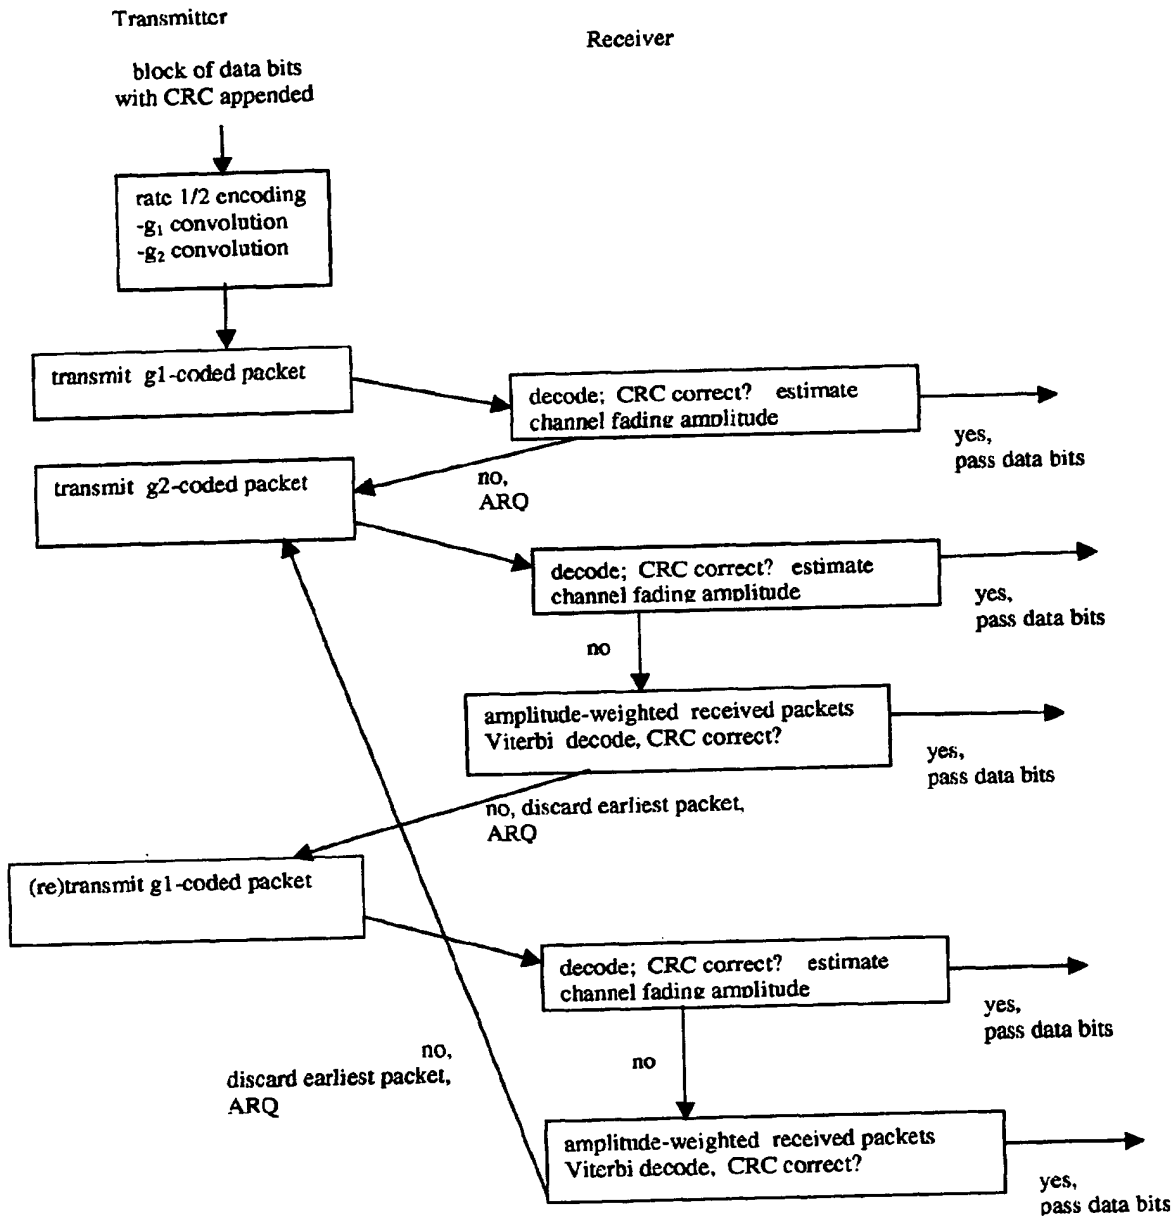 Transmitter
Receiver
block of data bits
with CRC appended
rate 1/2 encoding
-g₁ convolution
-g₂ convolution
transmit g1-coded packet
decode; CRC correct? estimate
channel fading amplitude
yes,
pass data bits
no,
ARQ
transmit g2-coded packet
decode; CRC correct? estimate
channel fading amplitude
yes,
pass data bits
no
amplitude-weighted received packets
Viterbi decode, CRC correct?
yes,
pass data bits
no, discard earliest packet,
ARQ
(re)transmit g1-coded packet
decode; CRC correct? estimate
channel fading amplitude
yes,
pass data bits
no,
discard earliest packet,
ARQ
no
amplitude-weighted received packets
Viterbi decode, CRC correct?
yes,
pass data bits